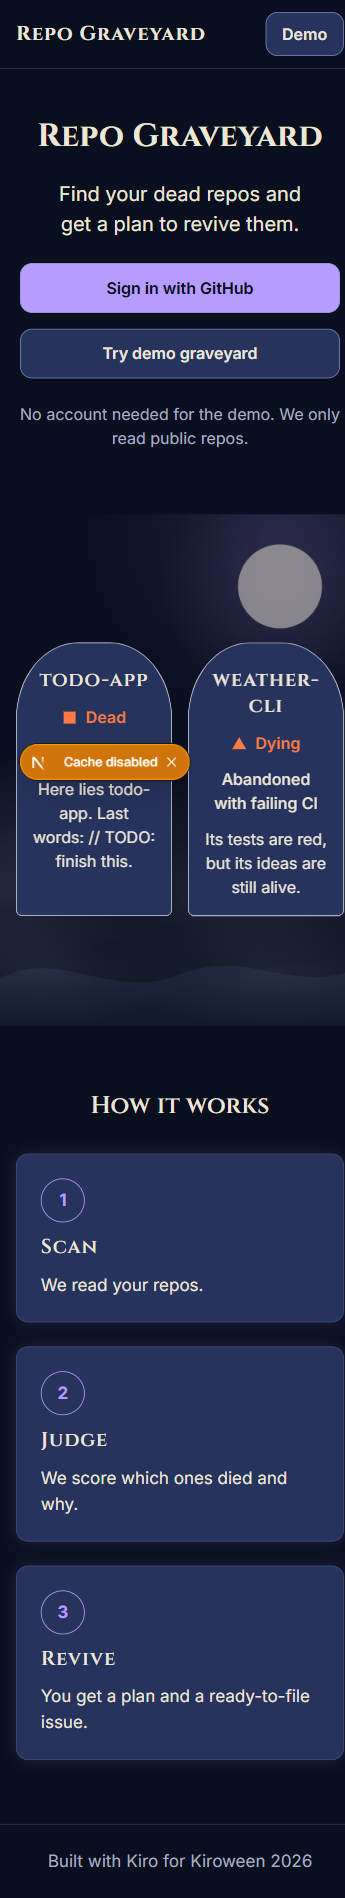 Repo Graveyard
Demo
Repo Graveyard
Find your dead repos and
get a plan to revive them.
Sign in with GitHub
Try demo graveyard
No account needed for the demo. We only
read public repos.
todo-app
Dead
Cache disabled
Here lies todo-
app. Last
words: // TODO:
finish this.
weather-
cli
Dying
Abandoned
with failing CI
Its tests are red,
but its ideas are
still alive.
How it works
1
Scan
We read your repos.
2
Judge
We score which ones died and
why.
3
Revive
You get a plan and a ready-to-file
issue.
Built with Kiro for Kiroween 2026